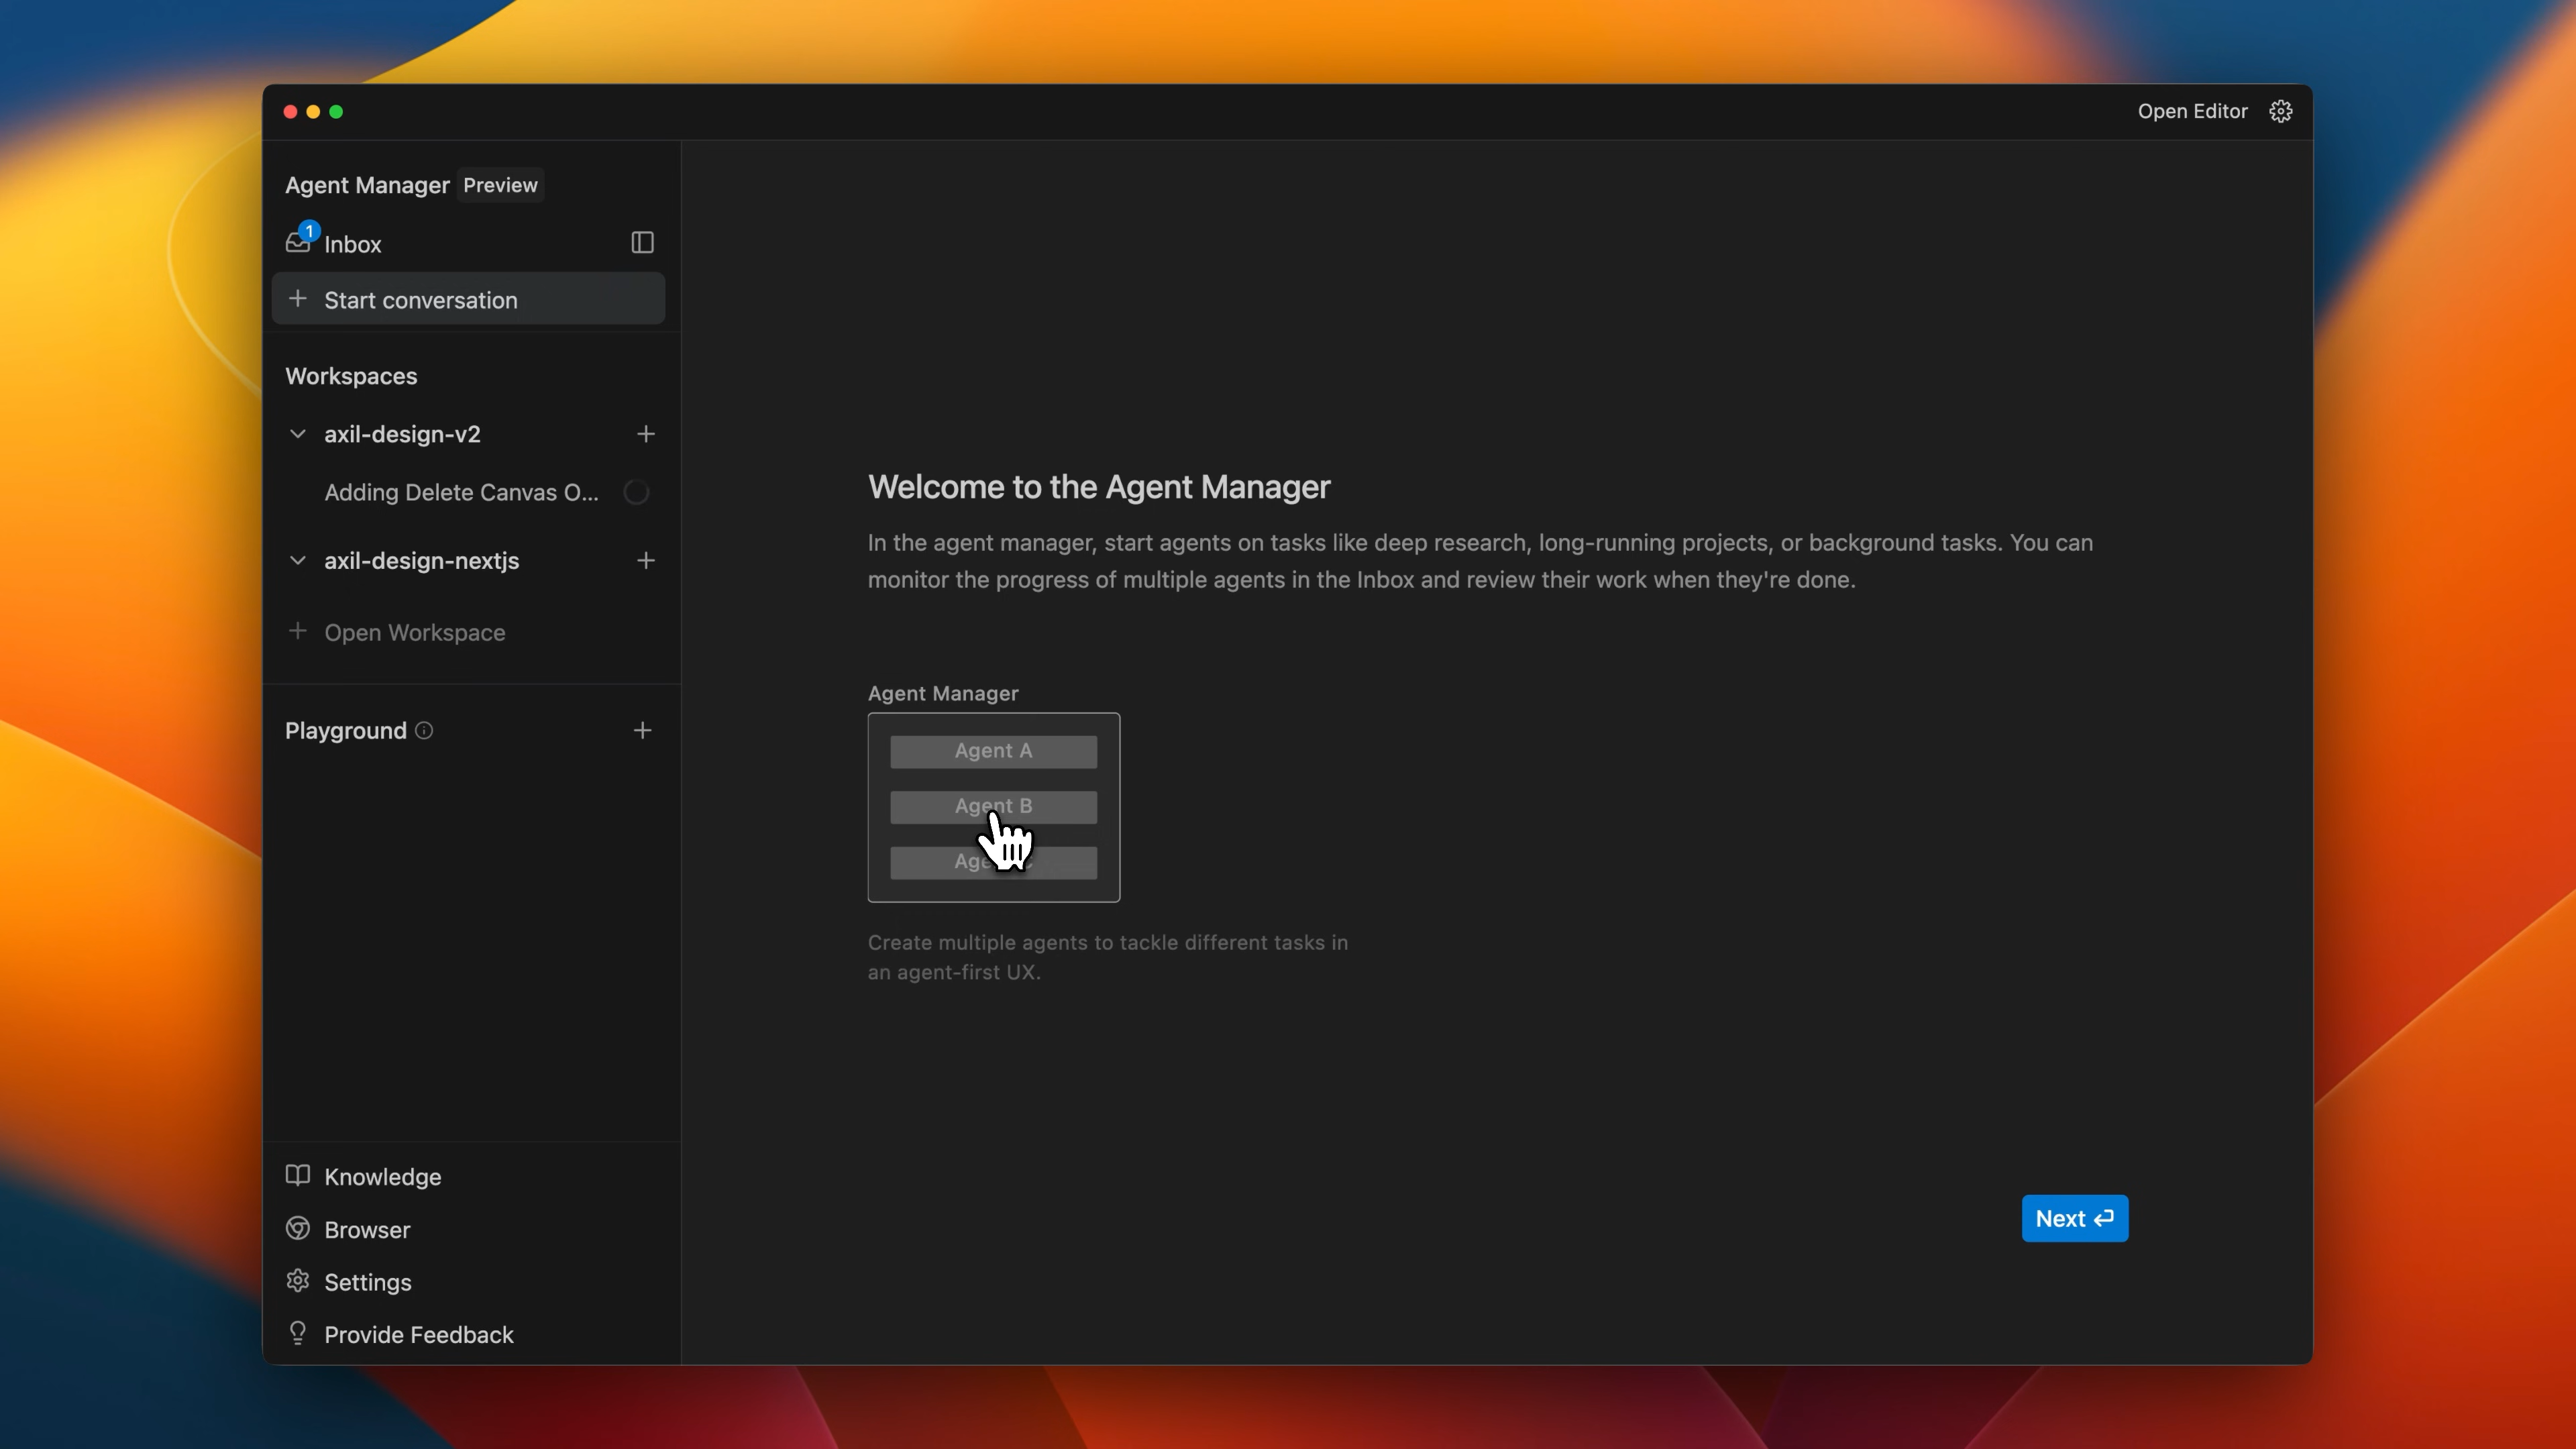 Open Editor
Agent Manager Preview
1
Inbox
Start conversation
Workspaces
axil-design-v2
Adding Delete Canvas O...
axil-design-nextjs
Open Workspace
Playground
Knowledge
Browser
Settings
Provide Feedback
Welcome to the Agent Manager
In the agent manager, start agents on tasks like deep research, long-running projects, or background tasks. You can
monitor the progress of multiple agents in the Inbox and review their work when they're done.
Agent Manager
Agent A
Agent B
Create multiple agents to tackle different tasks in
an agent-first UX.
Next